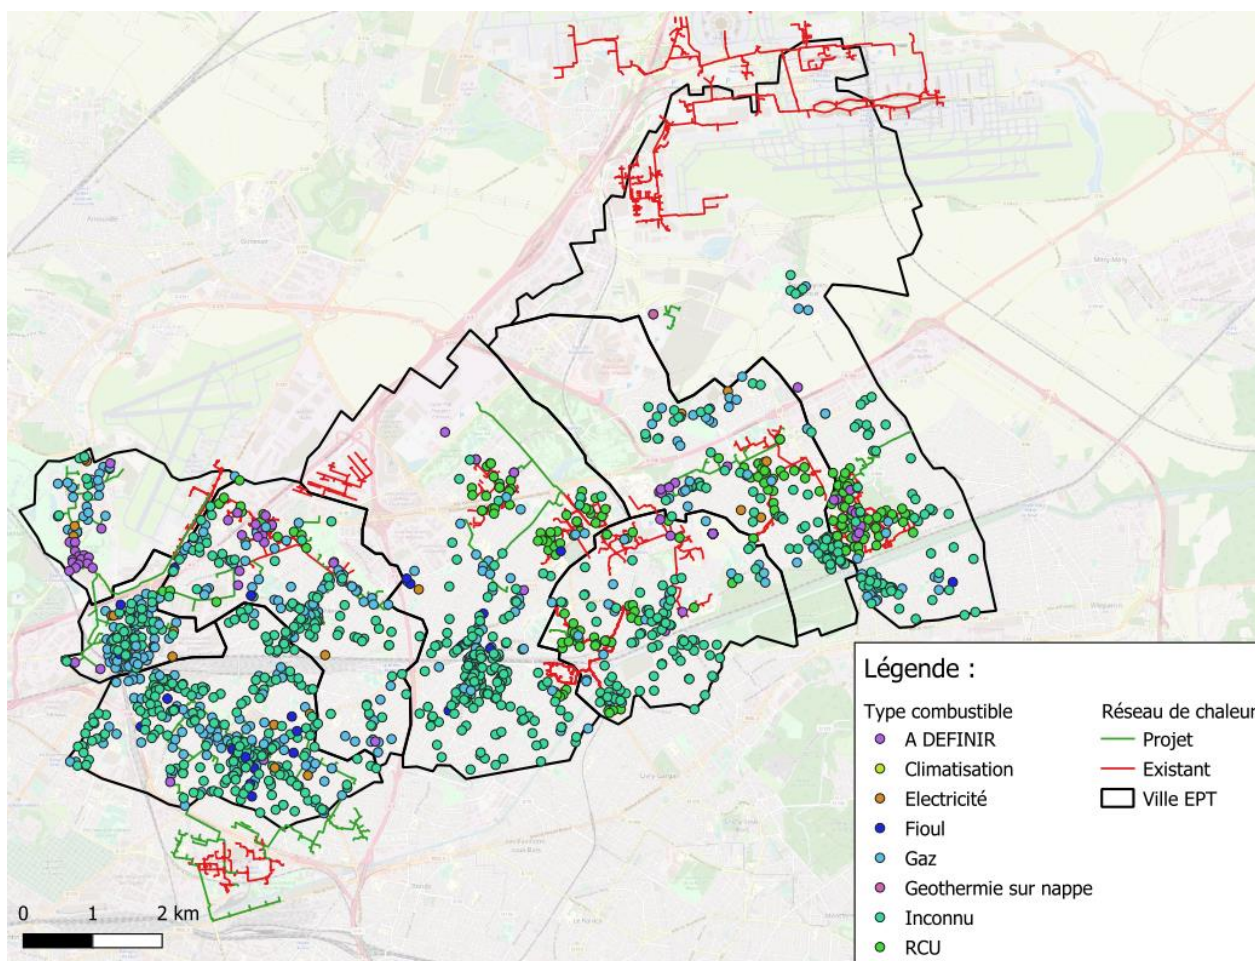 Légende :
Type combustible
A DEFINIR
Climatisation
Electricité
Fioul
Gaz
Geothermie sur nappe
Inconnu
RCU
Réseau de chaleur
Projet
Existant
Ville EPT
0 1 2 km